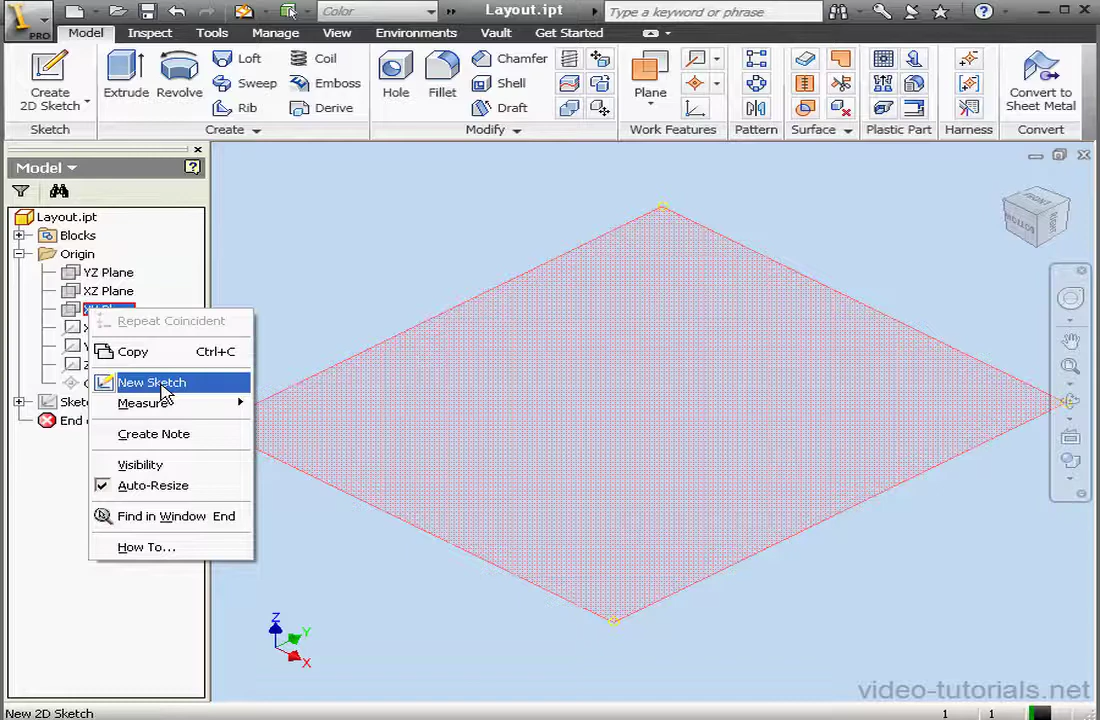 PRO
Color
Layout.ipt
Type a keyword or phrase
Model Inspect Tools Manage View Environments Vault Get Started
Create
2D Sketch
Extrude
Revolve
Loft
Sweep
Rib
Coil
Emboss
Derive
Hole
Fillet
Chamfer
Shell
Draft
Plane
Convert to
Sheet Metal
Sketch
Create
Modify
Work Features
Pattern
Surface
Plastic Part
Harness
Convert
Model
Layout.ipt
Blocks
Origin
YZ Plane
XZ Plane
End
Repeat Coincident
Copy Ctrl+C
New Sketch
Measure
Create Note
Visibility
Auto-Resize
Find in Window End
How To...
FRONT
RIGHT
BOTTOM
Z
Y
X
video-tutorials.net
New 2D Sketch
1 1